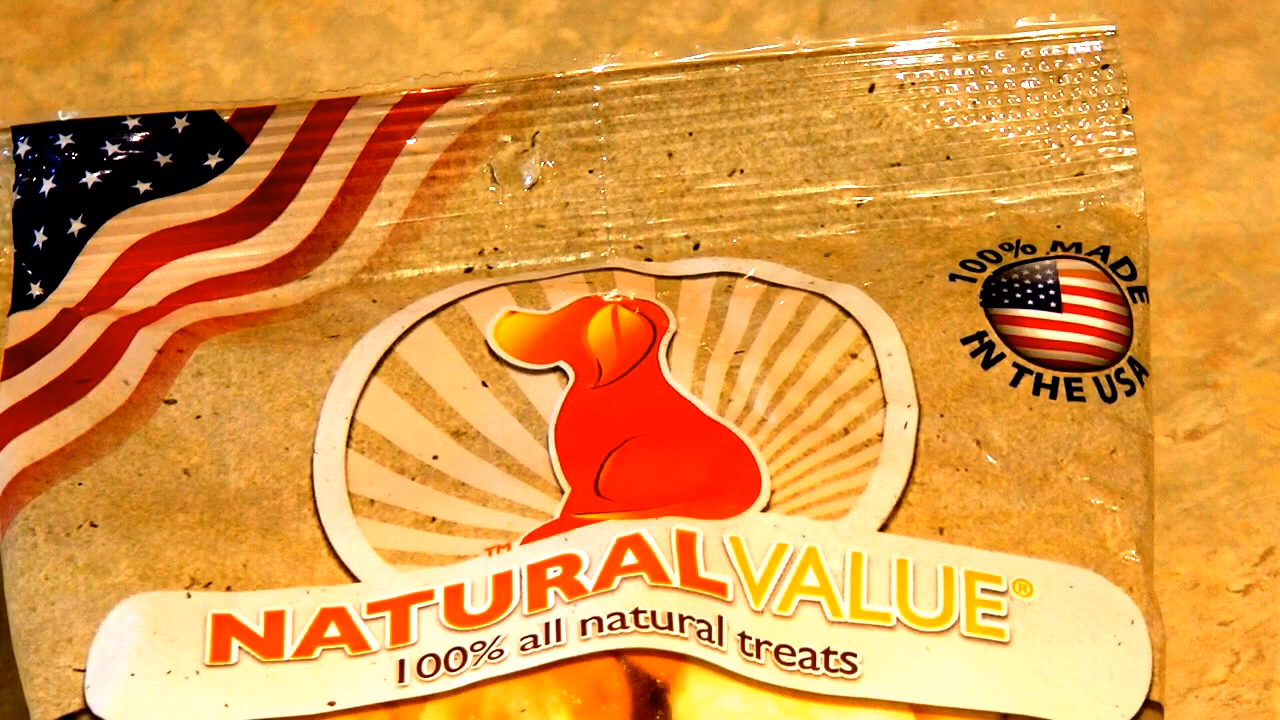 100% MADE
IN THE USA
™
NATURALVALUE®
100% all natural treats